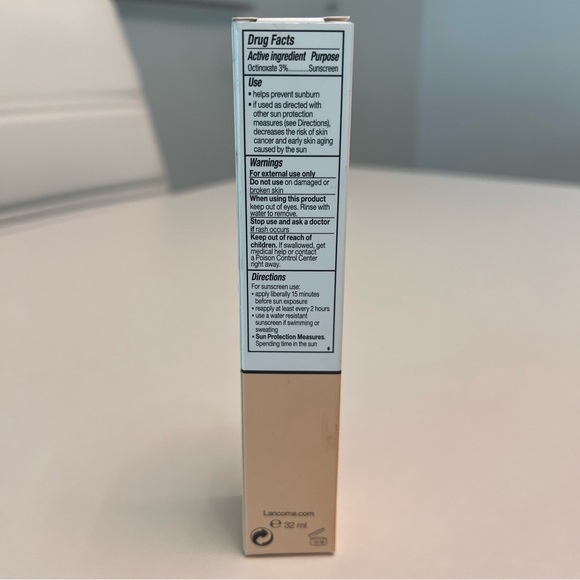 Drug Facts
Active ingredient Purpose
Octinoxate 3%............Sunscreen
Use
• helps prevent sunburn
• if used as directed with
other sun protection
measures (see Directions),
decreases the risk of skin
cancer and early skin aging
caused by the sun
Warnings
For external use only
Do not use on damaged or
broken skin
When using this product
keep out of eyes. Rinse with
water to remove.
Stop use and ask a doctor
if rash occurs
Keep out of reach of
children. If swallowed, get
medical help or contact
a Poison Control Center
right away.
Directions
For sunscreen use:
• apply liberally 15 minutes
before sun exposure
• reapply at least every 2 hours
• use a water resistant
sunscreen if swimming or
sweating
• Sun Protection Measures.
Spending time in the sun
Lancome.com
℮ 32 ml